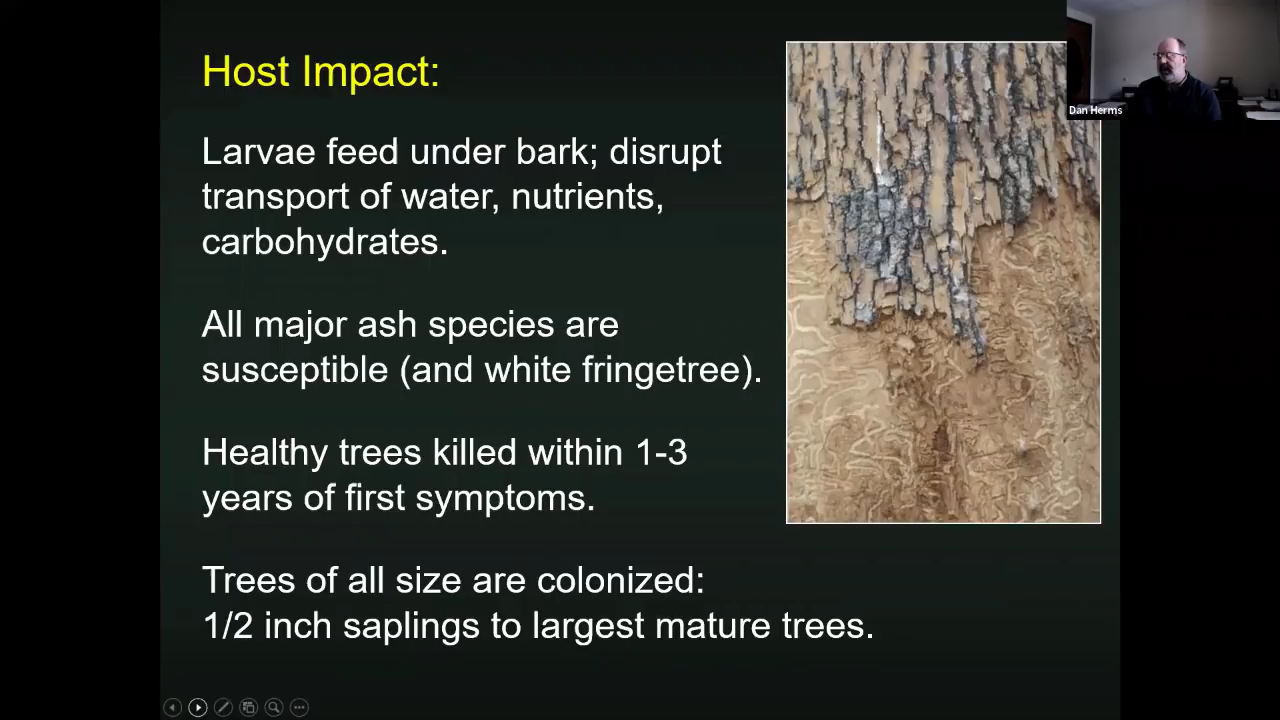 Host Impact:
Larvae feed under bark; disrupt
transport of water, nutrients,
carbohydrates.
All major ash species are
susceptible (and white fringetree).
Healthy trees killed within 1-3
years of first symptoms.
Trees of all size are colonized:
1/2 inch saplings to largest mature trees.
Dan Herms